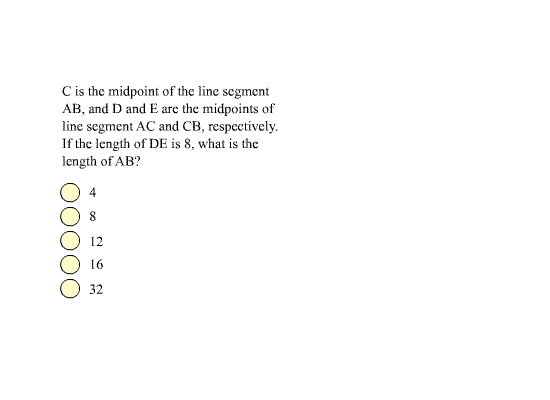 C is the midpoint of the line segment
AB, and D and E are the midpoints of
line segment AC and CB, respectively.
If the length of DE is 8, what is the
length of AB?
4
8
12
16
32